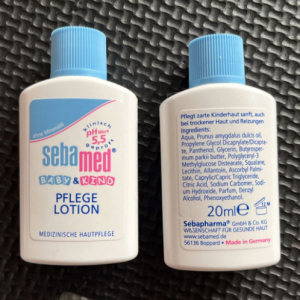 ohne Mineralöl
klinisch
pH Wert
5,5
getestet
sebamed
BABY & KIND
PFLEGE
LOTION
MEDIZINISCHE HAUTPFLEGE
Pflegt zarte Kinderhaut sanft, auch
bei trockener Haut und Reizungen
Ingredients:
Aqua, Prunus amygdalus dulcis oil,
Propylene Glycol Dicaprylate/Dicapra-
te, Panthenol, Glycerin, Butyrosper-
mum parkii butter, Polyglyceryl-3
Methylglucose Distearate, Squalane,
Lecithin, Allantoin, Ascorbyl Palmi-
tate, Caprylic/Capric Triglyceride,
Citric Acid, Sodium Carbomer, Sodi-
um Hydroxide, Parfum, Benzyl
Alcohol, Phenoxyethanol.
20ml e 12 M
Sebapharma® GmbH & Co. KG
WISSENSCHAFT FÜR GESUNDE HAUT
www.sebamed.de
56136 Boppard • Made in Germany